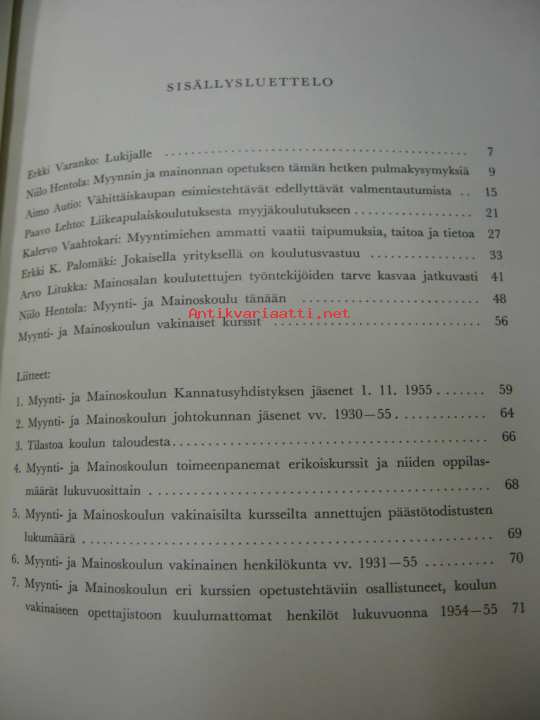 SISÄLLYSLUETTELO
Erkki Varanko: Lukijalle .......... 7
Niilo Hentola: Myynnin ja mainonnan opetuksen tämän hetken pulmakysymyksiä 9
Aimo Autio: Vähittäiskaupan esimiestehtävät edellyttävät valmentautumista .. 15
Paavo Lehto: Liikeapulaiskoulutuksesta myyjäkoulutukseen .......... 21
Kalervo Vaahtokari: Myyntimiehen ammatti vaatii taipumuksia, taitoa ja tietoa 27
Erkki K. Palomäki: Jokaisella yrityksellä on koulutusvastuu .......... 33
Arvo Litukka: Mainosalan koulutettujen työntekijöiden tarve kasvaa jatkuvasti 41
Niilo Hentola: Myynti- ja Mainoskoulu tänään .......... 48
Antikvariaatti.net
Myynti- ja Mainoskoulun vakinaiset kurssit .......... 56
Liitteet:
1. Myynti- ja Mainoskoulun Kannatusyhdistyksen jäsenet 1. 11. 1955 ....... 59
2. Myynti- ja Mainoskoulun johtokunnan jäsenet vv. 1930—55 .......... 64
3. Tilastoa koulun taloudesta .......... 66
4. Myynti- ja Mainoskoulun toimeenpanemat erikoiskurssit ja niiden oppilas-
määrät lukuvuosittain .......... 68
5. Myynti- ja Mainoskoulun vakinaisilta kursseilta annettujen päästötodistusten
lukumäärä .......... 69
6. Myynti- ja Mainoskoulun vakinainen henkilökunta vv. 1931—55 .......... 70
7. Myynti- ja Mainoskoulun eri kurssien opetustehtäviin osallistuneet, koulun
vakinaiseen opettajistoon kuulumattomat henkilöt lukuvuonna 1954—55 71